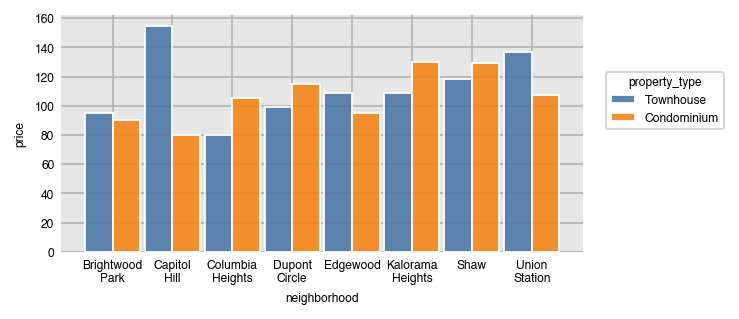 160
140
120
100
80
60
40
20
0
price
Brightwood
Park
Capitol
Hill
Columbia
Heights
Dupont
Circle
Edgewood
Kalorama
Heights
Shaw
Union
Station
neighborhood
property_type
Townhouse
Condominium